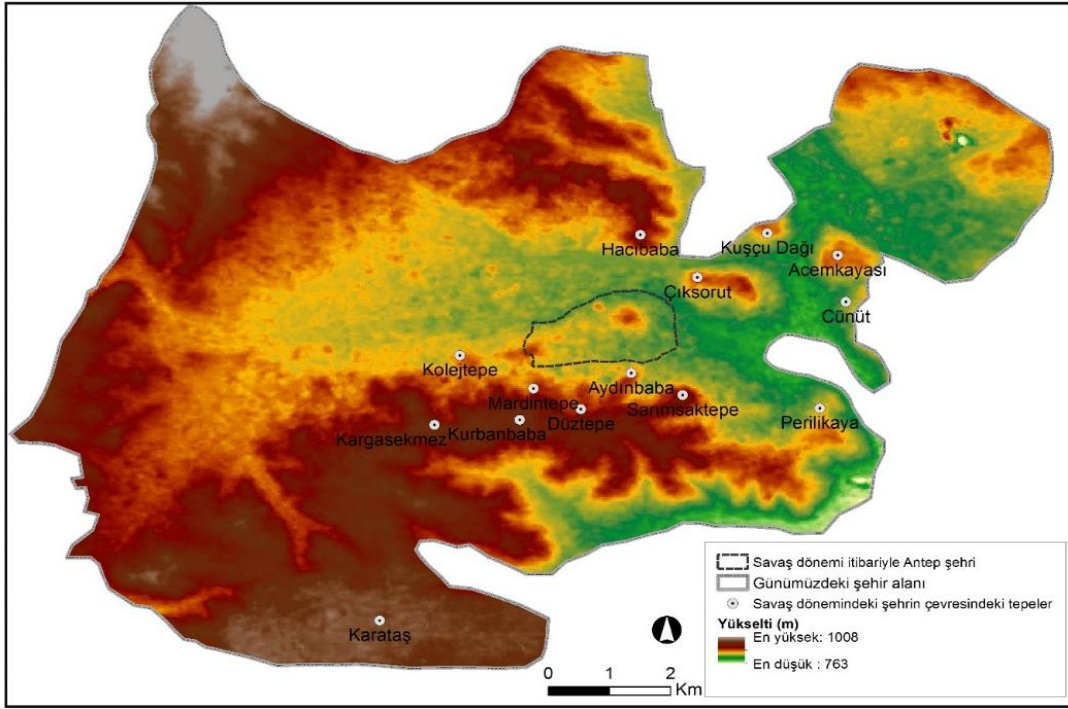 Hacıbaba
Kuşçu Dağı
Acemkayası
Çıksorut
Cünüt
Kolejtepe
Aydınbaba
Mardintepe
Sarımsaktepe
Düztepe
Perilikaya
Kurbanbaba
Kargasekmez
Karataş
0 1 2
Km
Savaş dönemi itibariyle Antep şehri
Günümüzdeki şehir alanı
Savaş dönemindeki şehrin çevresindeki tepeler
Yükselti (m)
En yüksek: 1008
En düşük : 763